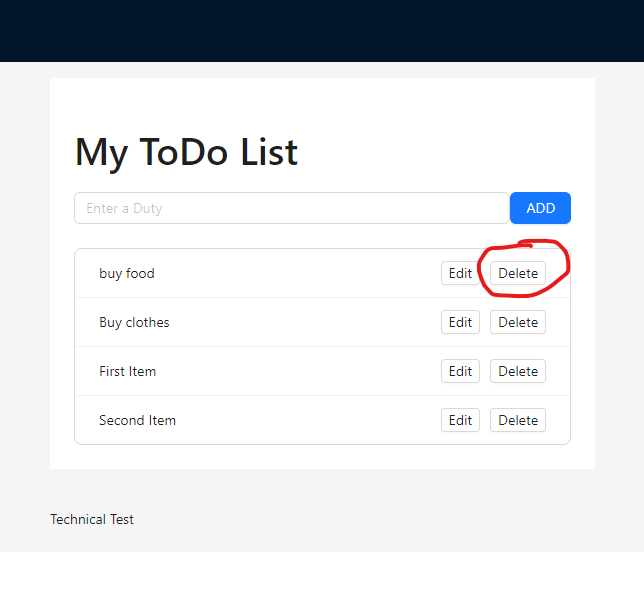 My ToDo List
Enter a Duty ADD
buy food Edit Delete
Buy clothes Edit Delete
First Item Edit Delete
Second Item Edit Delete
Technical Test